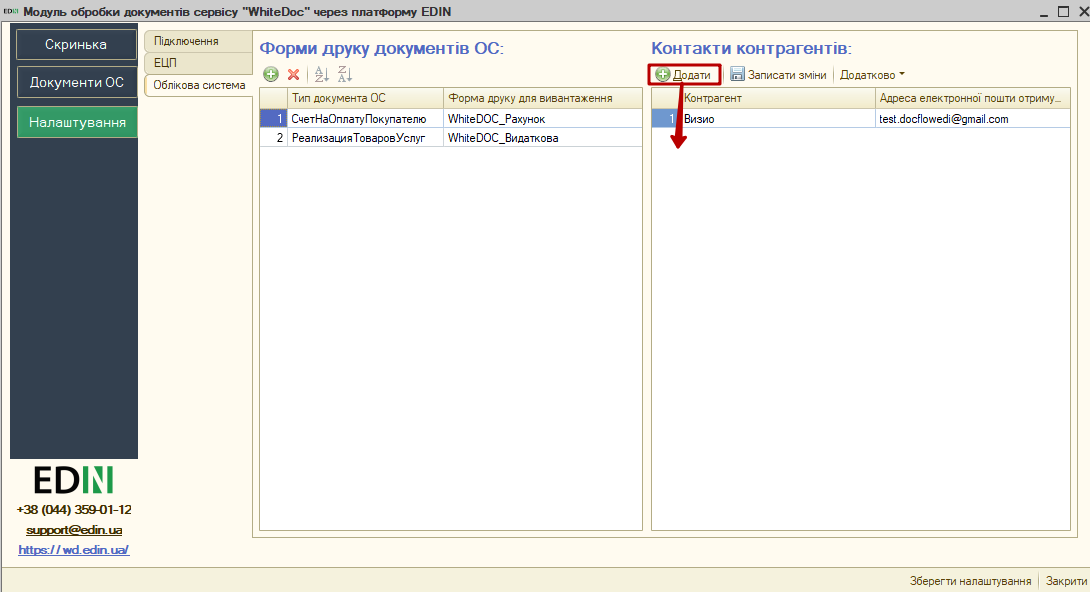 EDIN Модуль обробки документів сервісу "WhiteDoc" через платформу EDIN
Скринька
Документи ОС
Налаштування
Підключення
ЕЦП
Облікова система
Форми друку документів ОС:
Тип документа ОС Форма друку для вивантаження
1 СчетНаОплатуПокупателю WhiteDOC_Рахунок
2 РеализацияТоваровУслуг WhiteDOC_Видаткова
Контакти контрагентів:
Додати Записати зміни Додатково
Контрагент Адреса електронної пошти отриму...
1 Визио test.docflowedi@gmail.com
EDIN
+38 (044) 359-01-12
support@edin.ua
https://wd.edin.ua/
Зберегти налаштування Закрити